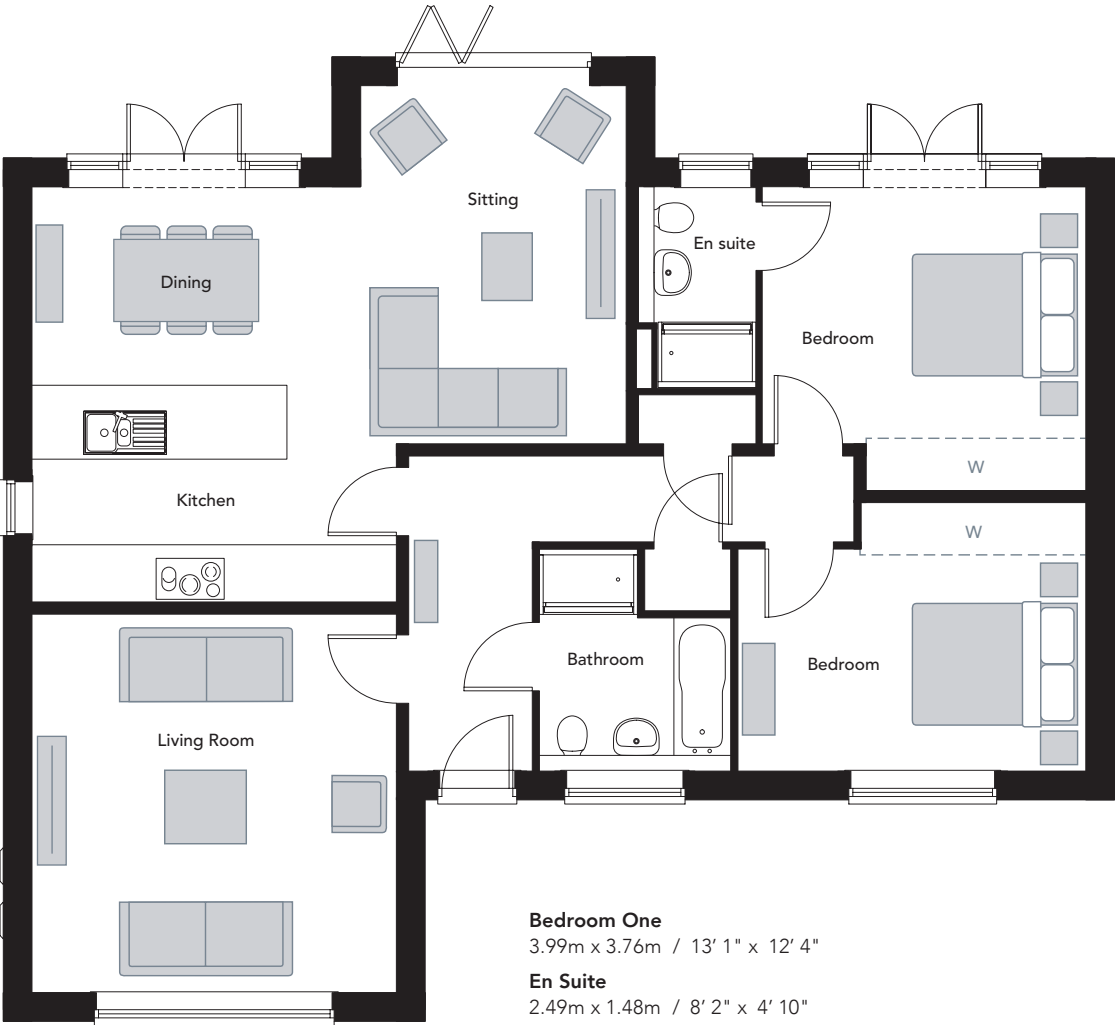 Sitting
En suite
Dining
Bedroom
W
Kitchen
W
Bathroom
Bedroom
Living Room
Bedroom One
3.99m x 3.76m / 13' 1" x 12' 4"
En Suite
2.49m x 1.48m / 8' 2" x 4' 10"